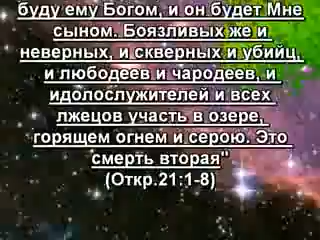 буду ему Богом, и он будет Мне
сыном. Боязливых же и
неверных, и скверных и убийц,
и любодеев и чародеев, и
идолослужителей и всех
лжецов участь в озере,
горящем огнем и серою. Это
смерть вторая"
(Откр.21:1-8)